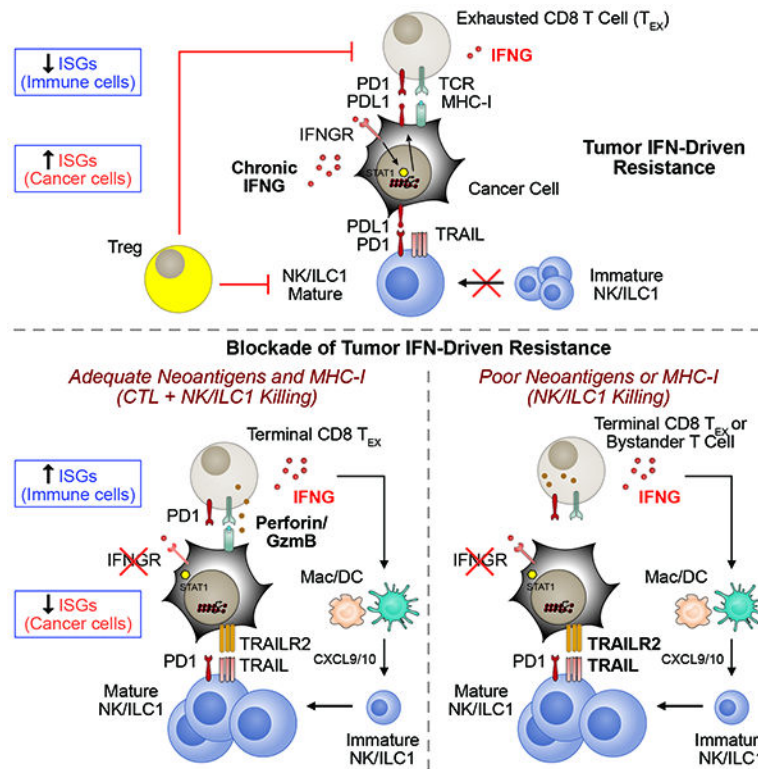 Exhausted CD8 T Cell (TEX)
↓ ISGs
(Immune cells)
IFNG
PD1
TCR
PDL1
MHC-I
IFNGR
↑ ISGs
(Cancer cells)
Chronic
IFNG
STAT1
Tumor IFN-Driven
Resistance
Cancer Cell
PDL1
PD1
TRAIL
Treg
NK/ILC1
Mature
Immature
NK/ILC1
Blockade of Tumor IFN-Driven Resistance
Adequate Neoantigens and MHC-I
(CTL + NK/ILC1 Killing)
Terminal CD8 TEX
↑ ISGs
(Immune cells)
IFNG
PD1
Perforin/
GzmB
IFNGR
STAT1
Mac/DC
↓ ISGs
(Cancer cells)
TRAILR2
PD1
TRAIL
CXCL9/10
Mature
NK/ILC1
Immature
NK/ILC1
Poor Neoantigens or MHC-I
(NK/ILC1 Killing)
Terminal CD8 TEX or
Bystander T Cell
IFNG
IFNGR
STAT1
Mac/DC
TRAILR2
PD1
TRAIL
CXCL9/10
Mature
NK/ILC1
Immature
NK/ILC1